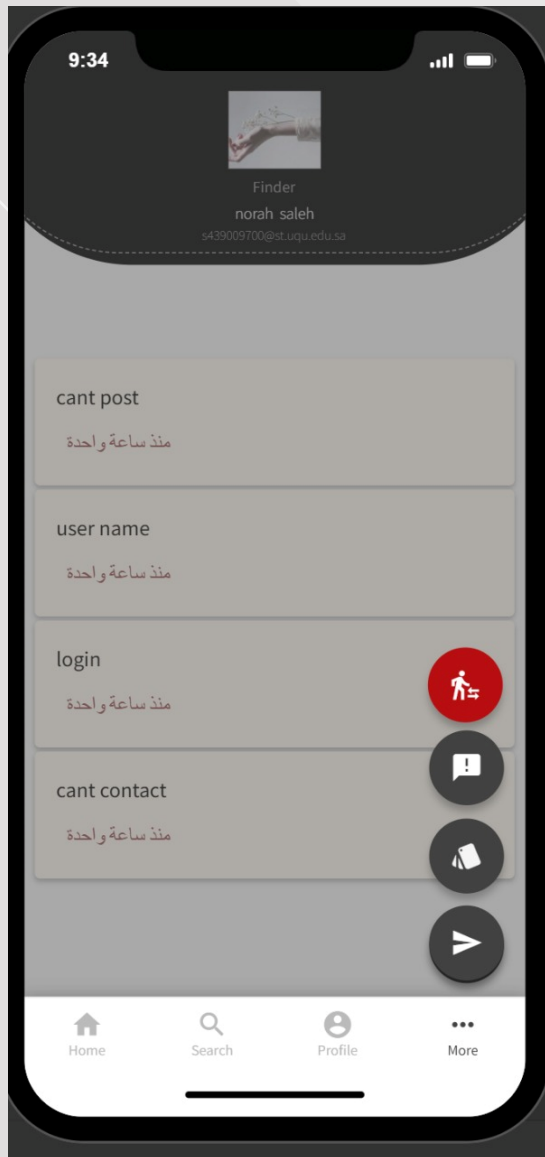 9:34
Finder
norah saleh
s439009700@st.uqu.edu.sa
cant post
منذ ساعة واحدة
user name
منذ ساعة واحدة
login
منذ ساعة واحدة
cant contact
منذ ساعة واحدة
Home Search Profile More